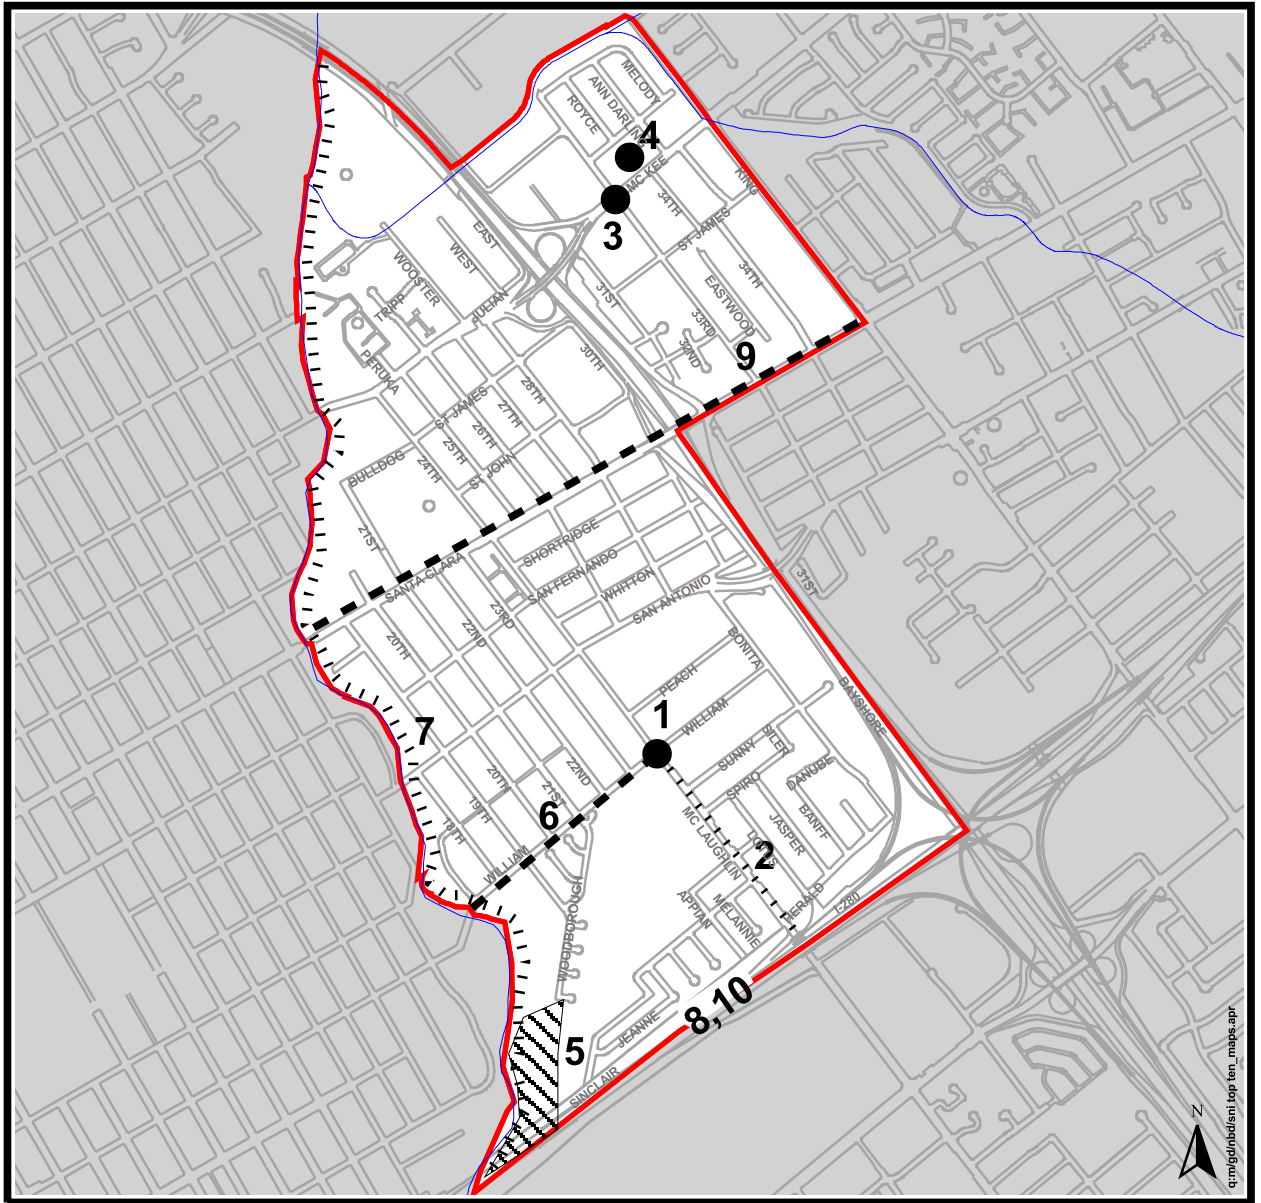 MELODY
ANN DARLIN
ROYCE
4
MC KEE
KING
34TH
3
ST JAMES
EAST
WEST
WOOSTER
34TH
TRIPP
JULIAN
31ST
EASTWOOD
33RD
32ND
9
30TH
PERUKA
28TH
ST JAMES
27TH
26TH
25TH
24TH
ST JOHN
BULLDOG
21ST
SHORTRIDGE
SANTA CLARA
SAN FERNANDO
WHITTON
SAN ANTONIO
31ST
23RD
22ND
20TH
BONITA
PEACH
BAYSHORE
1
WILLIAM
7
SUNNY
SILER
22ND
20TH
21ST
SPIRO
DANUBE
19TH
6
18TH
MC LAUGHLIN
JASPER
BANFF
2
WILLIAM
WOODBOROUGH
APPIAN
MELANNIE
HERALD
I-280
8,10
JEANNE
5
SINCLAIR
N
q:m/gd/nbd/sni top ten_maps.apr